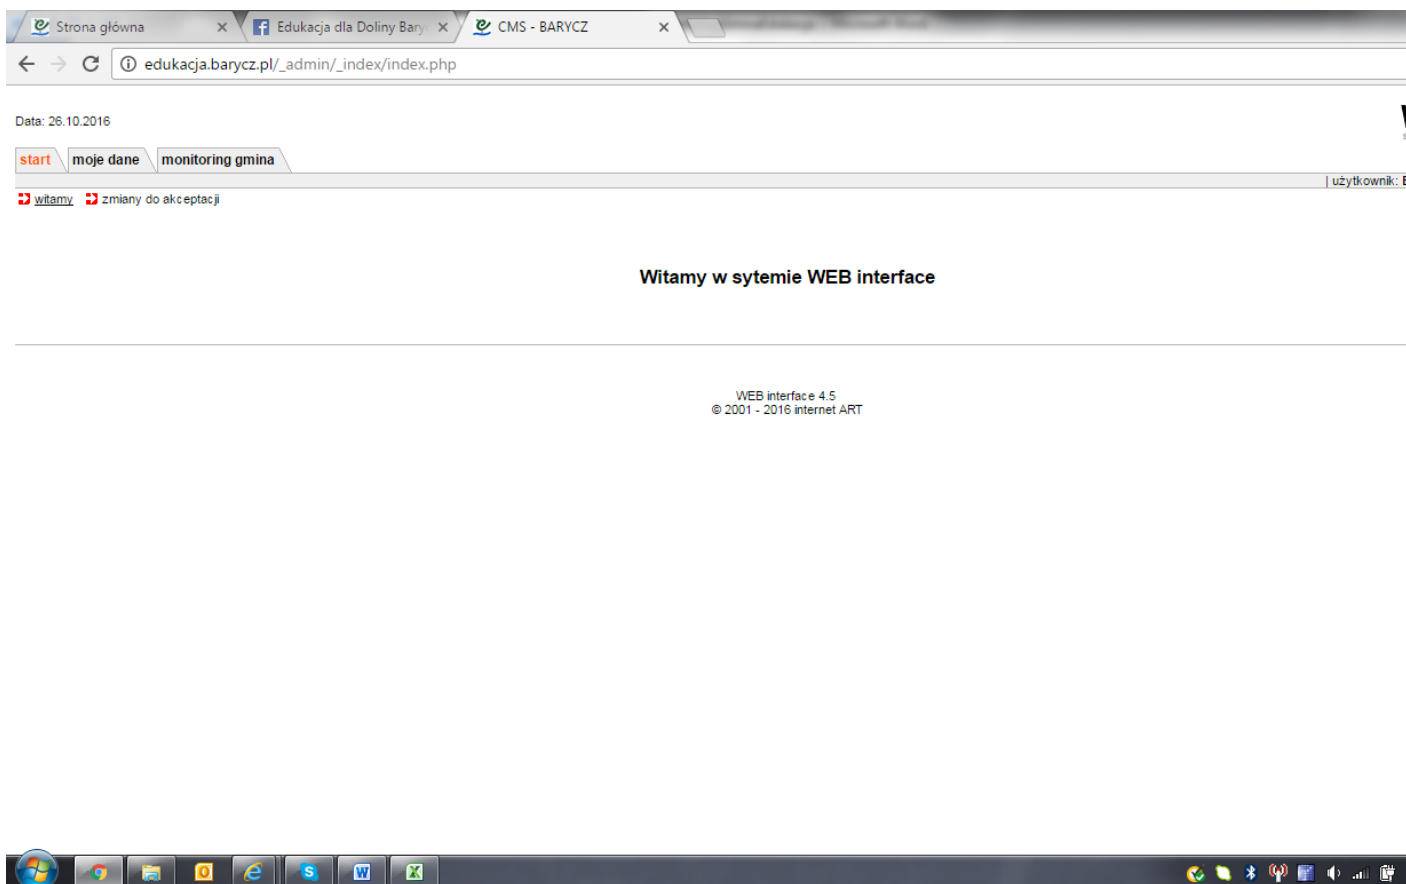 Strona główna Edukacja dla Doliny Bary CMS - BARYCZ
edukacja.barycz.pl/_admin/_index/index.php
Data: 26.10.2016
start moje dane monitoring gmina
| użytkownik:
witamy zmiany do akceptacji
Witamy w sytemie WEB interface
WEB interface 4.5
© 2001 - 2016 internet ART